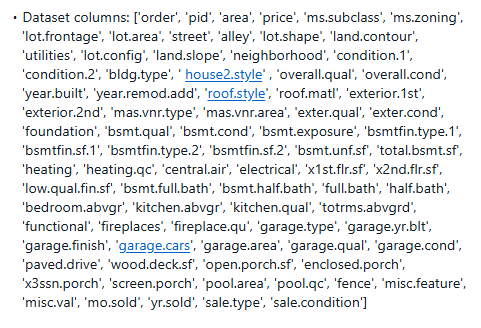 • Dataset columns: ['order', 'pid', 'area', 'price', 'ms.subclass', 'ms.zoning',
'lot.frontage', 'lot.area', 'street', 'alley', 'lot.shape', 'land.contour',
'utilities', 'lot.config', 'land.slope', 'neighborhood', 'condition.1',
'condition.2', 'bldg.type', ' house2.style' , 'overall.qual', 'overall.cond',
'year.built', 'year.remod.add', 'roof.style', 'roof.matl', 'exterior.1st',
'exterior.2nd', 'mas.vnr.type', 'mas.vnr.area', 'exter.qual', 'exter.cond',
'foundation', 'bsmt.qual', 'bsmt.cond', 'bsmt.exposure', 'bsmtfin.type.1',
'bsmtfin.sf.1', 'bsmtfin.type.2', 'bsmtfin.sf.2', 'bsmt.unf.sf', 'total.bsmt.sf',
'heating', 'heating.qc', 'central.air', 'electrical', 'x1st.flr.sf', 'x2nd.flr.sf',
'low.qual.fin.sf', 'bsmt.full.bath', 'bsmt.half.bath', 'full.bath', 'half.bath',
'bedroom.abvgr', 'kitchen.abvgr', 'kitchen.qual', 'totrms.abvgrd',
'functional', 'fireplaces', 'fireplace.qu', 'garage.type', 'garage.yr.blt',
'garage.finish', 'garage.cars', 'garage.area', 'garage.qual', 'garage.cond',
'paved.drive', 'wood.deck.sf', 'open.porch.sf', 'enclosed.porch',
'x3ssn.porch', 'screen.porch', 'pool.area', 'pool.qc', 'fence', 'misc.feature',
'misc.val', 'mo.sold', 'yr.sold', 'sale.type', 'sale.condition']